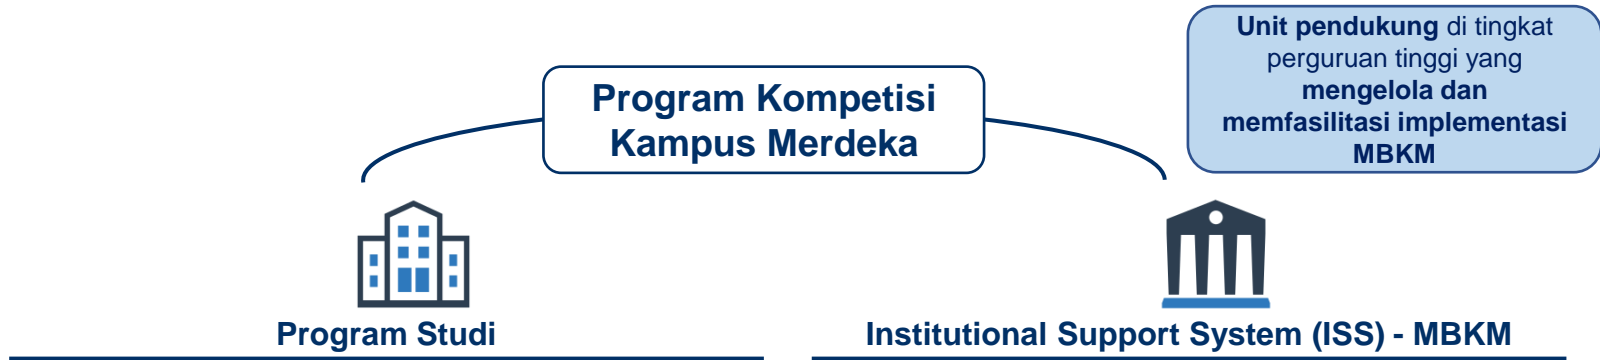 Unit pendukung di tingkat
perguruan tinggi yang
mengelola dan
memfasilitasi implementasi
MBKM
Program Kompetisi
Kampus Merdeka
Program Studi
Institutional Support System (ISS) - MBKM